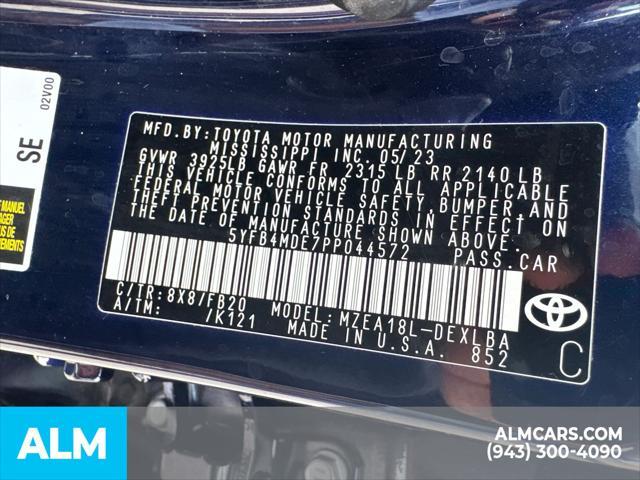 SE
02V00
MFD.BY:TOYOTA MOTOR MANUFACTURING
MISSISSIPPI INC. 05/23
GVWR 3925LB GAWR FR 2315 LB RR 2140 LB
THIS VEHICLE CONFORMS TO ALL APPLICABLE
FEDERAL MOTOR VEHICLE SAFETY, BUMPER, AND
THEFT PREVENTION STANDARDS IN EFFECT ON
THE DATE OF MANUFACTURE SHOWN ABOVE.
5YFB4MDE7PP044572 PASS.CAR
C/TR: 8X8/FB20 MODEL: MZEA18L-DEXLBA
A/TM: /K121 MADE IN U.S.A. 852
C
ALM
ALMCARS.COM
(943) 300-4090